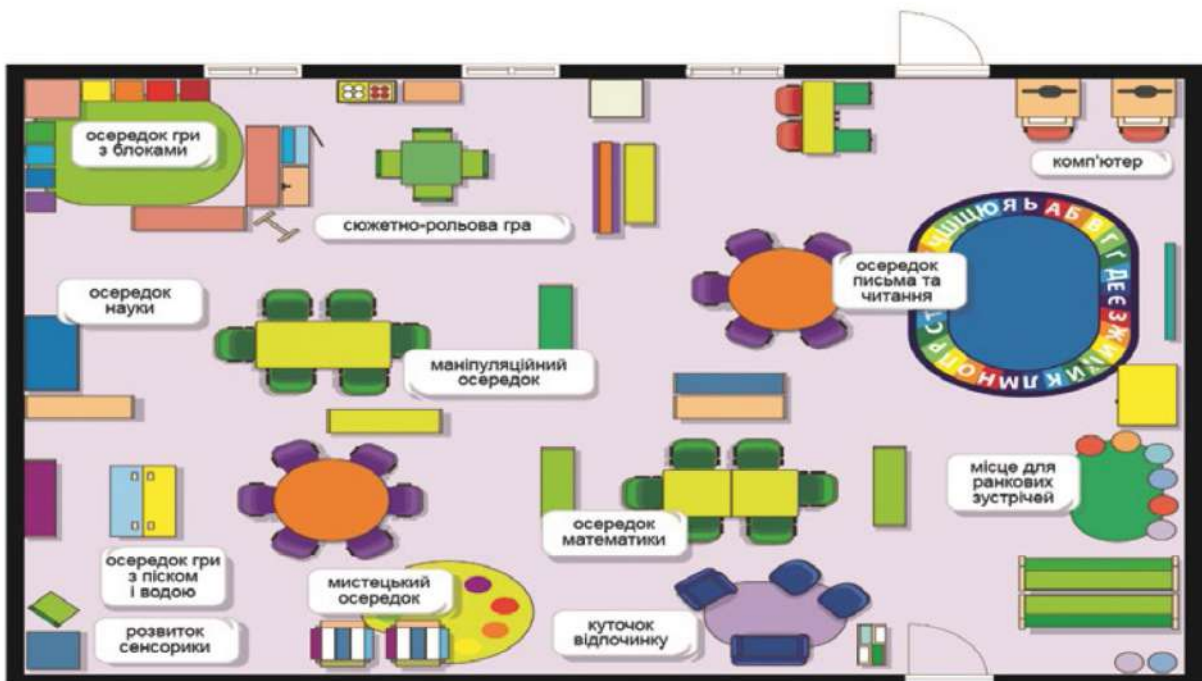 осередок гри
з блоками
комп'ютер
сюжетно-рольова гра
осередок
письма та
читання
осередок
науки
маніпуляційний
осередок
місце для
ранкових
зустрічей
осередок
математики
осередок гри
з піском
і водою
мистецький
осередок
куточок
відпочинку
розвиток
сенсорики
А Б В Г Ґ Д Е Є З Ж И І Ї Й К Л М Н О П Р С Т
Ч Ш Щ Ю Я Ь